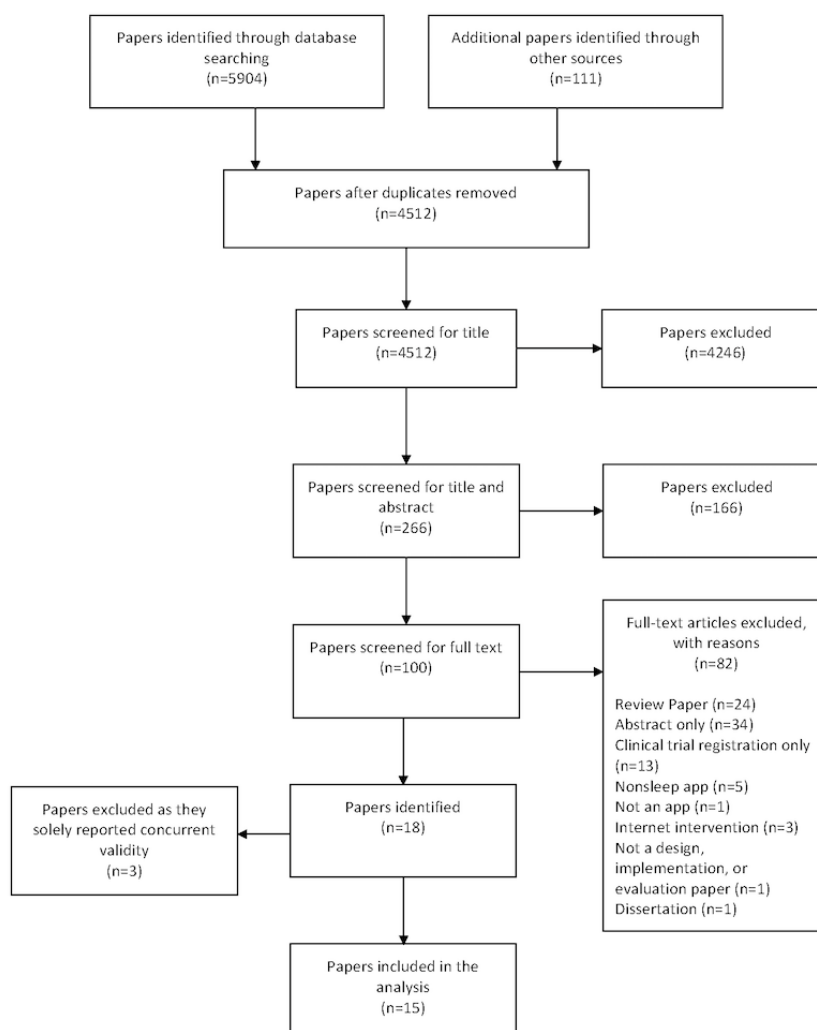 Papers identified through database
searching
(n=5904)
Additional papers identified through
other sources
(n=111)
Papers after duplicates removed
(n=4512)
Papers screened for title
(n=4512)
Papers excluded
(n=4246)
Papers screened for title and
abstract
(n=266)
Papers excluded
(n=166)
Papers screened for full text
(n=100)
Full-text articles excluded,
with reasons
(n=82)
Review Paper (n=24)
Abstract only (n=34)
Clinical trial registration only
(n=13)
Nonsleep app (n=5)
Not an app (n=1)
Internet intervention (n=3)
Not a design,
implementation, or
evaluation paper (n=1)
Dissertation (n=1)
Papers identified
(n=18)
Papers excluded as they
solely reported concurrent
validity
(n=3)
Papers included in the
analysis
(n=15)